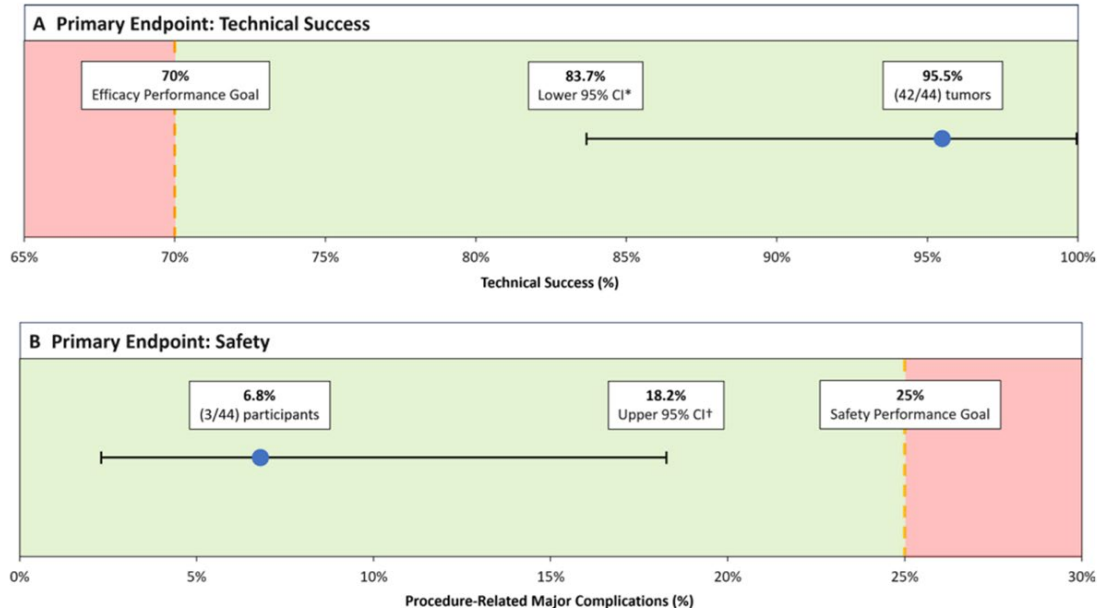 A Primary Endpoint: Technical Success
70%
Efficacy Performance Goal
83.7%
Lower 95% CI*
95.5%
(42/44) tumors
65% 70% 75% 80% 85% 90% 95% 100%
Technical Success (%)
B Primary Endpoint: Safety
6.8%
(3/44) participants
18.2%
Upper 95% CI†
25%
Safety Performance Goal
0% 5% 10% 15% 20% 25% 30%
Procedure-Related Major Complications (%)